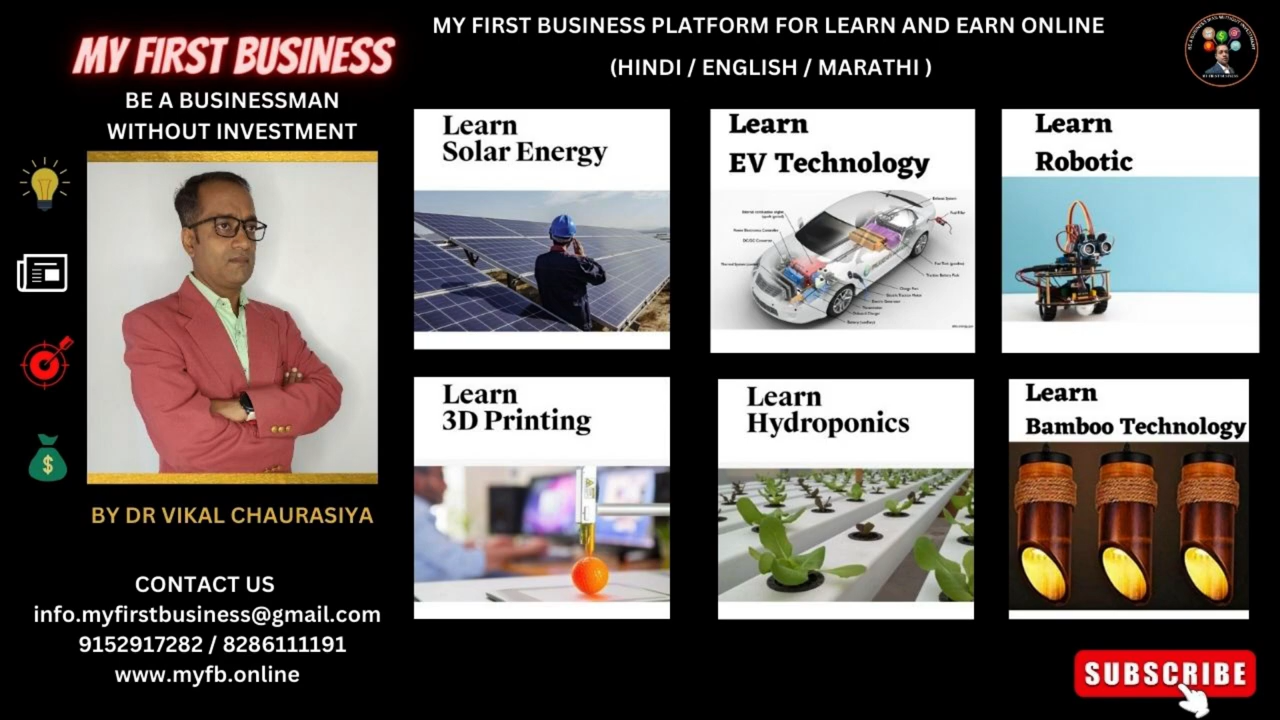 MY FIRST BUSINESS
BE A BUSINESSMAN
WITHOUT INVESTMENT
BY DR VIKAL CHAURASIYA
CONTACT US
info.myfirstbusiness@gmail.com
9152917282 / 8286111191
www.myfb.online
MY FIRST BUSINESS PLATFORM FOR LEARN AND EARN ONLINE
(HINDI / ENGLISH / MARATHI )
Learn
Solar Energy
Learn
EV Technology
Learn
Robotic
Learn
3D Printing
Learn
Hydroponics
Learn
Bamboo Technology
SUBSCRIBE